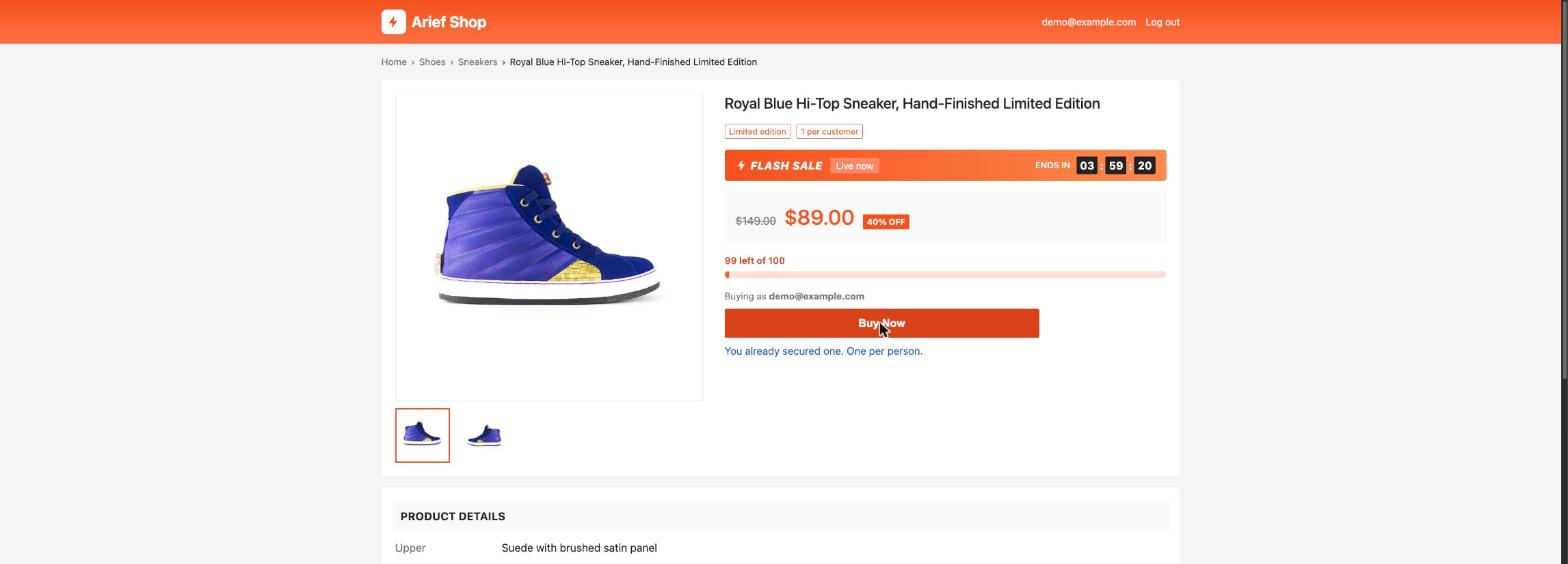 Arief Shop
demo@example.com Log out
Home › Shoes › Sneakers › Royal Blue Hi-Top Sneaker, Hand-Finished Limited Edition
Royal Blue Hi-Top Sneaker, Hand-Finished Limited Edition
Limited edition 1 per customer
FLASH SALE Live now ENDS IN 03 : 59 : 20
$149.00 $89.00 40% OFF
99 left of 100
Buying as demo@example.com
Buy Now
You already secured one. One per person.
PRODUCT DETAILS
Upper Suede with brushed satin panel